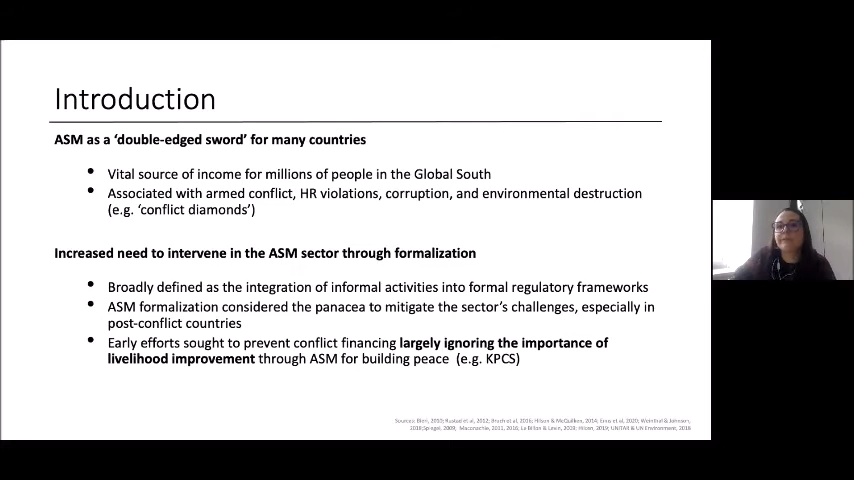 Introduction
ASM as a ‘double-edged sword’ for many countries
• Vital source of income for millions of people in the Global South
• Associated with armed conflict, HR violations, corruption, and environmental destruction
(e.g. ‘conflict diamonds’)
Increased need to intervene in the ASM sector through formalization
• Broadly defined as the integration of informal activities into formal regulatory frameworks
• ASM formalization considered the panacea to mitigate the sector’s challenges, especially in
post-conflict countries
• Early efforts sought to prevent conflict financing largely ignoring the importance of
livelihood improvement through ASM for building peace (e.g. KPCS)
Sources: 2010; Rustad et al, 2012; Bruch et al, 2016; Hilson & McQuilken, 2014; et al, 2020; Weinthal & Johnson,
2018; Spiegel, 2009; Maconachie, 2011, 2016; Le Billon & Levin, 2009; Hilson, 2019; UNITAR & UN Environment, 2018